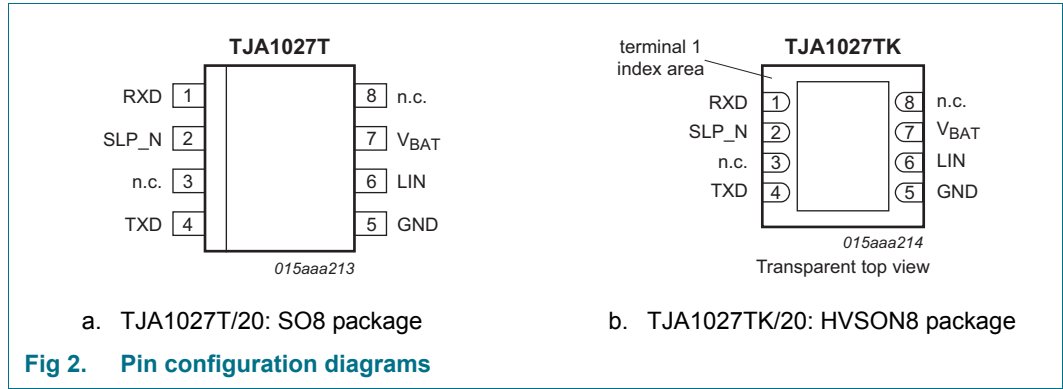 TJA1027T
RXD 1
SLP_N 2
n.c. 3
TXD 4
8 n.c.
7 VBAT
6 LIN
5 GND
015aaa213
a. TJA1027T/20: SO8 package
terminal 1
index area
TJA1027TK
RXD 1
SLP_N 2
n.c. 3
TXD 4
8 n.c.
7 VBAT
6 LIN
5 GND
015aaa214
Transparent top view
b. TJA1027TK/20: HVSON8 package
Fig 2. Pin configuration diagrams